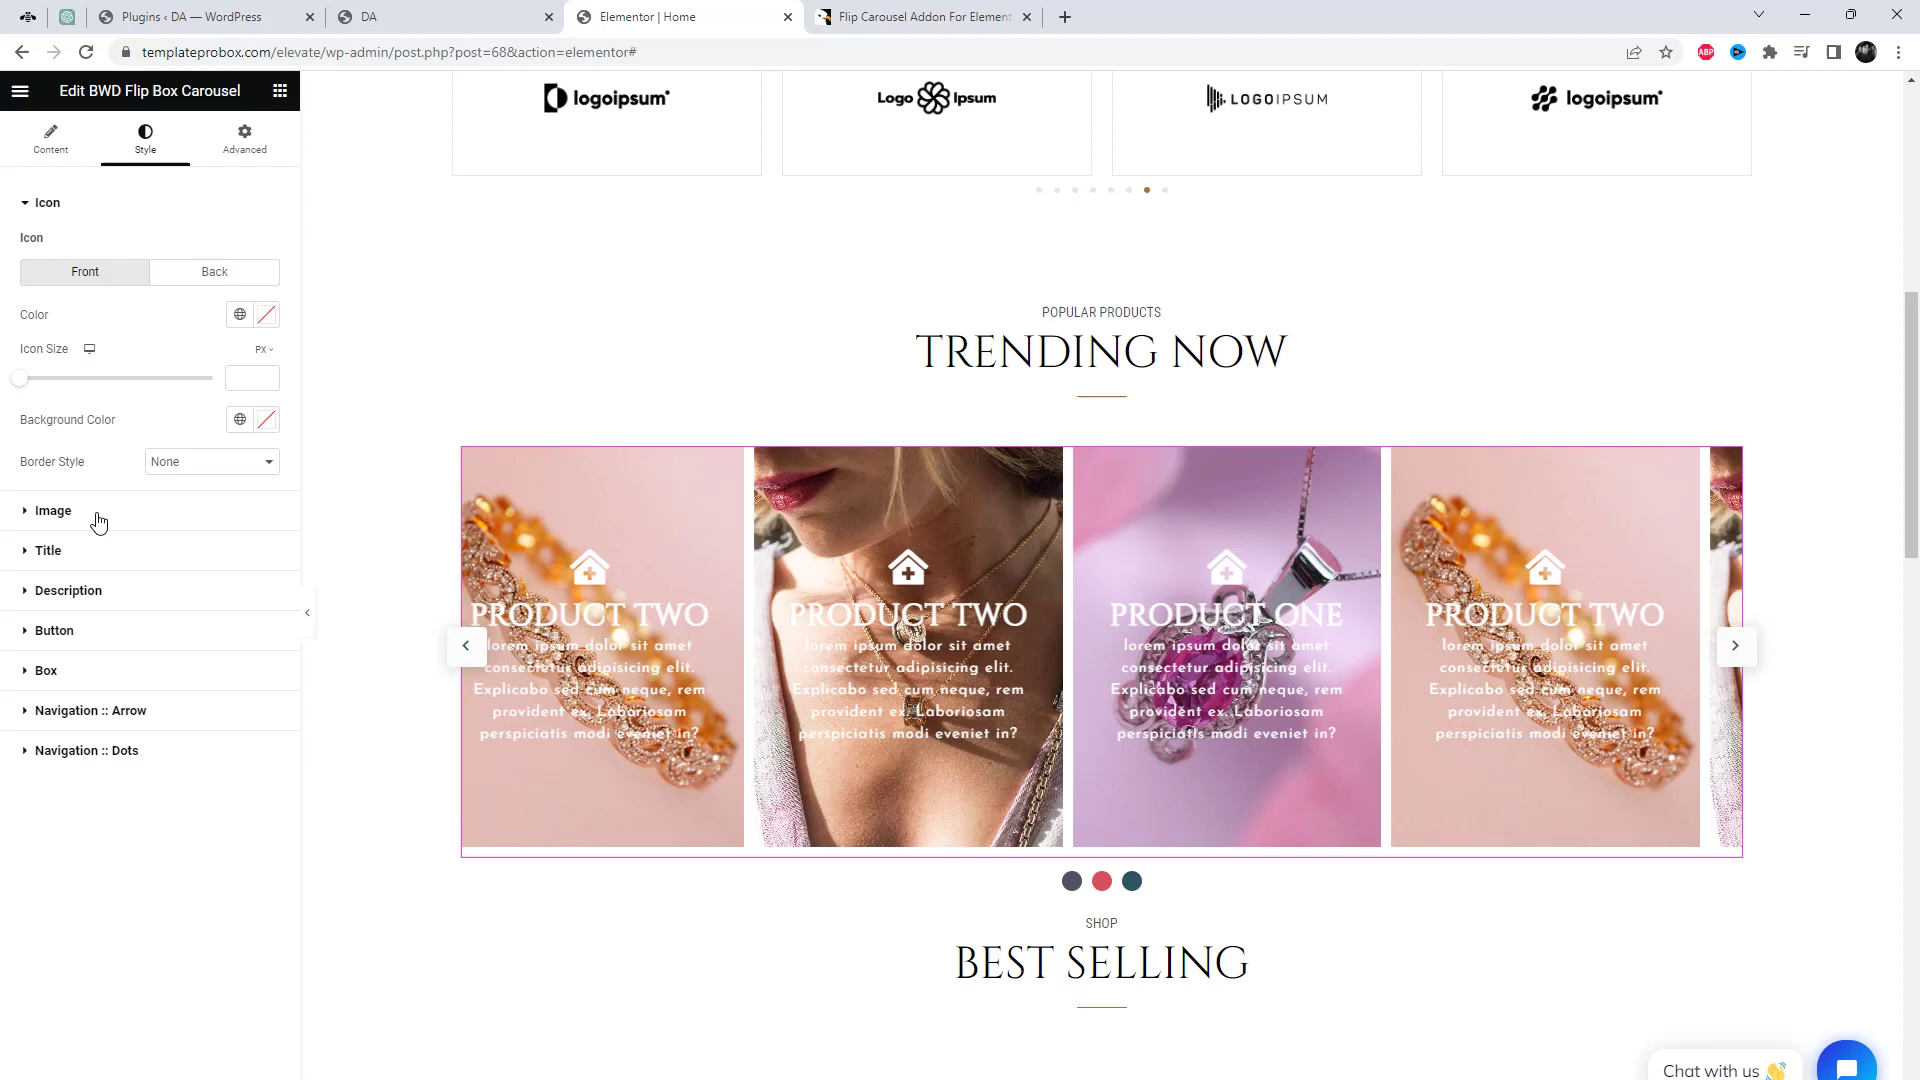 Plugins ‹ DA — WordPress
DA
Elementor | Home
Flip Carousel Addon For Element
templateprobox.com/elevate/wp-admin/post.php?post=68&action=elementor#
ABP
Edit BWD Flip Box Carousel
Content
Style
Advanced
Icon
Icon
Front
Back
Color
Icon Size
PX
Background Color
Border Style
None
Image
Title
Description
Button
Box
Navigation :: Arrow
Navigation :: Dots
logoipsum®
Logo Ipsum
LOGOIPSUM
logoipsum®
POPULAR PRODUCTS
TRENDING NOW
PRODUCT TWO
lorem ipsum dolor sit amet
consectetur adipisicing elit.
Explicabo sed cum neque, rem
provident ex. Laboriosam
perspiciatis modi eveniet in?
PRODUCT TWO
lorem ipsum dolor sit amet
consectetur adipisicing elit.
Explicabo sed cum neque, rem
provident ex. Laboriosam
perspiciatis modi eveniet in?
PRODUCT ONE
lorem ipsum dolor sit amet
consectetur adipisicing elit.
Explicabo sed cum neque, rem
provident ex. Laboriosam
perspiciatis modi eveniet in?
PRODUCT TWO
lorem ipsum dolor sit amet
consectetur adipisicing elit.
Explicabo sed cum neque, rem
provident ex. Laboriosam
perspiciatis modi eveniet in?
SHOP
BEST SELLING
Chat with us 👋